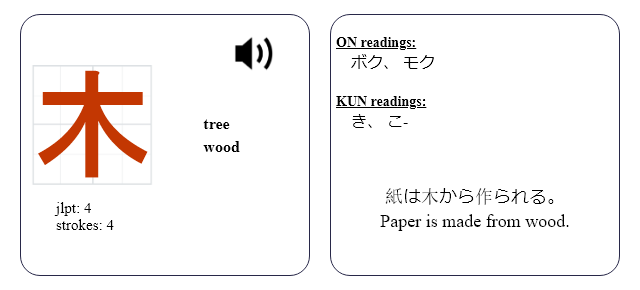 木
tree
wood
jlpt: 4
strokes: 4
ON readings:
ボク、 モク
KUN readings:
き、 こ-
紙は木から作られる。
Paper is made from wood.